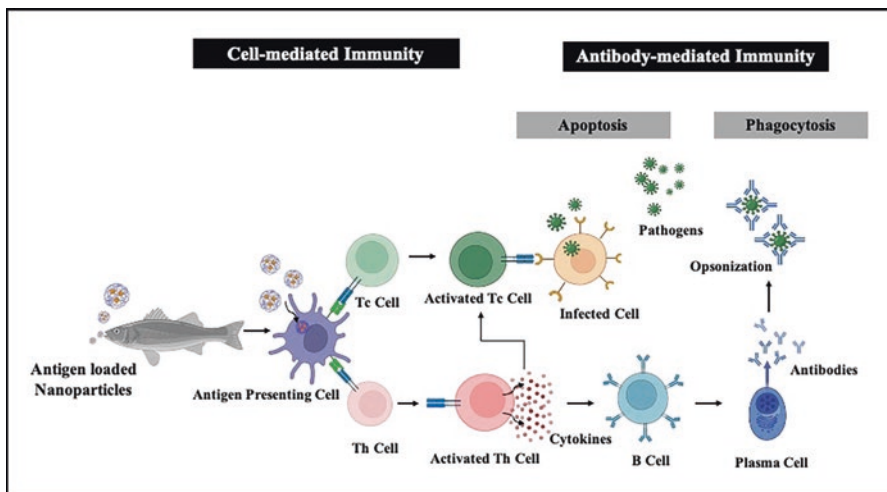 Cell-mediated Immunity
Antibody-mediated Immunity
Apoptosis
Phagocytosis
Pathogens
Opsonization
Tc Cell
Activated Tc Cell
Infected Cell
Antigen loaded
Nanoparticles
Antigen Presenting Cell
Antibodies
Th Cell
Activated Th Cell
Cytokines
B Cell
Plasma Cell